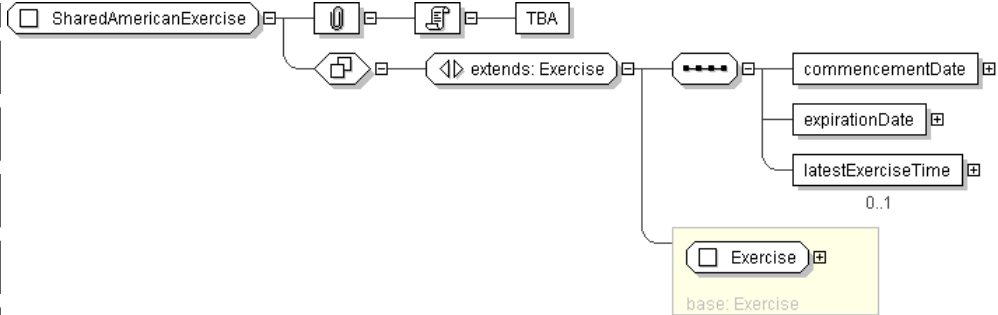 SharedAmericanExercise
TBA
extends: Exercise
commencementDate
expirationDate
latestExerciseTime
0..1
Exercise
base: Exercise